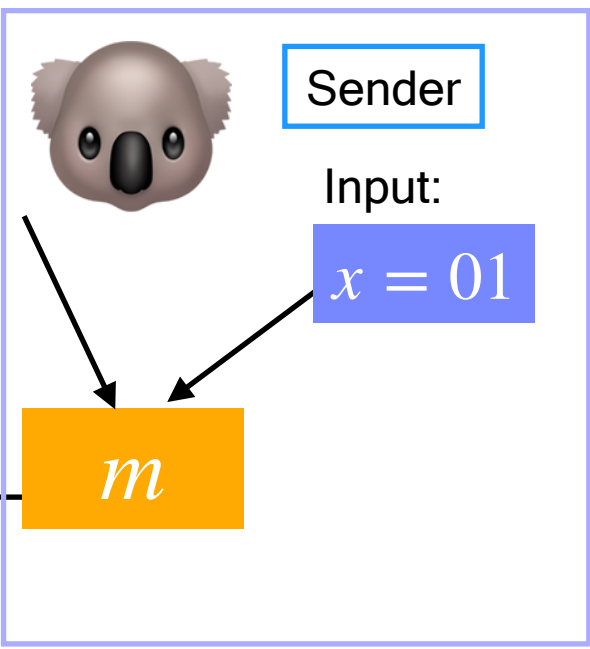 Sender
Input:
x = 01
m